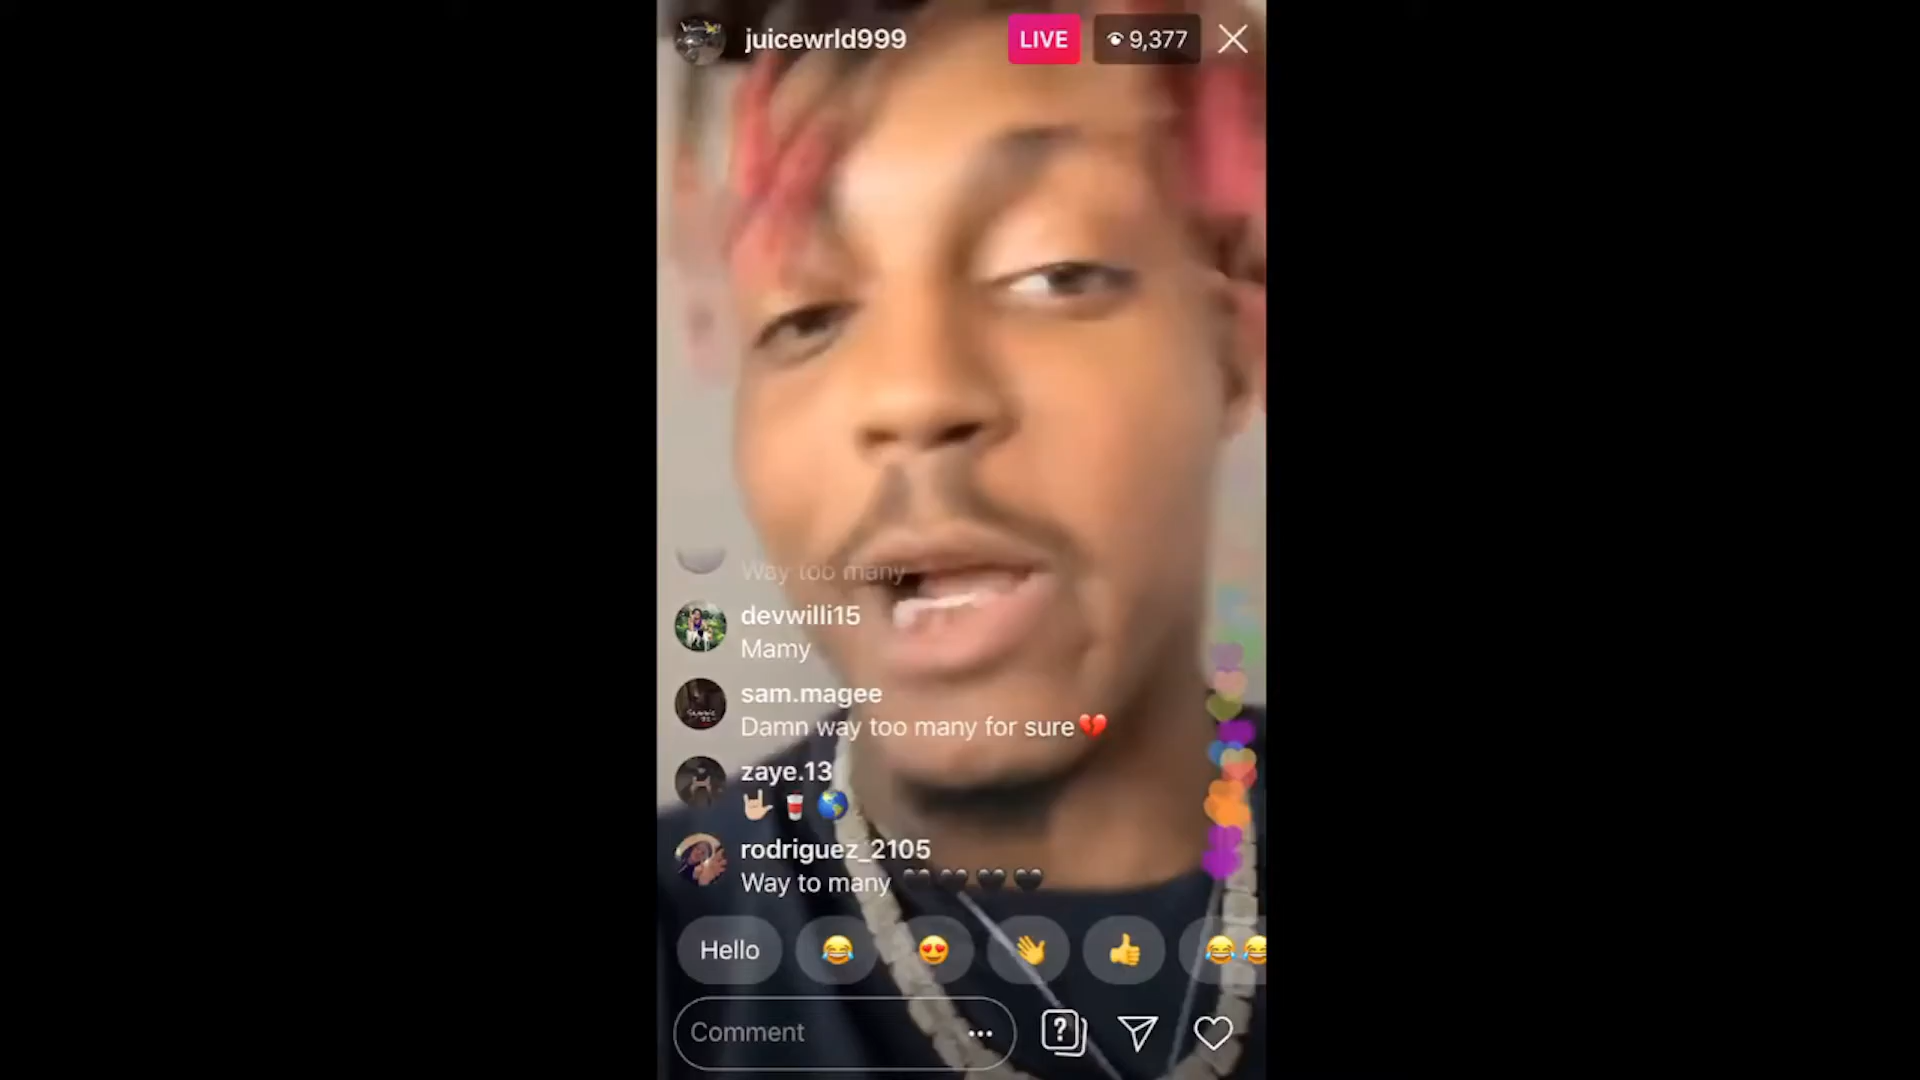 juicewrld999
LIVE
9,377
Way too many
devwilli15
Mamy
sam.magee
Damn way too many for sure💔
zaye.13
🤟🏻 🥤 🌎
rodriguez_2105
Way to many 🖤 🖤 🖤 🖤
Hello 😂 😍 👋 👍 😂 😂
Comment